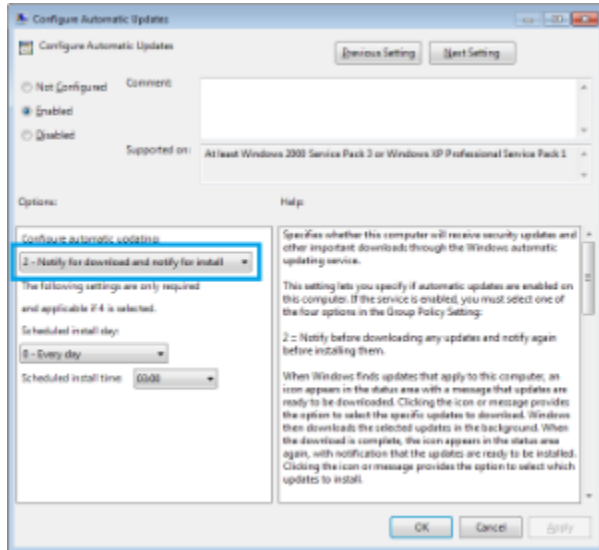 Configure Automatic Updates
Configure Automatic Updates
Previous Setting
Next Setting
Not Configured
Comment:
Enabled
Disabled
Supported on:
At least Windows 2000 Service Pack 3 or Windows XP Professional Service Pack 1
Options:
Help:
Configure automatic updating:
2 - Notify for download and notify for install
The following settings are only required
and applicable if 4 is selected.
Scheduled install day:
0 - Every day
Scheduled install time:
03:00
Specifies whether this computer will receive security updates and
other important downloads through the Windows automatic
updating service.
This setting lets you specify if automatic updates are enabled on
this computer. If the service is enabled, you must select one of
the four options in the Group Policy Setting:
2 = Notify before downloading any updates and notify again
before installing them.
When Windows finds updates that apply to this computer, an
icon appears in the status area with a message that updates are
ready to be downloaded. Clicking the icon or message provides
the option to select the specific updates to download. Windows
then downloads the selected updates in the background. When
the download is complete, the icon appears in the status area
again, with notification that the updates are ready to be installed.
Clicking the icon or message provides the option to select which
updates to install.
OK
Cancel
Apply